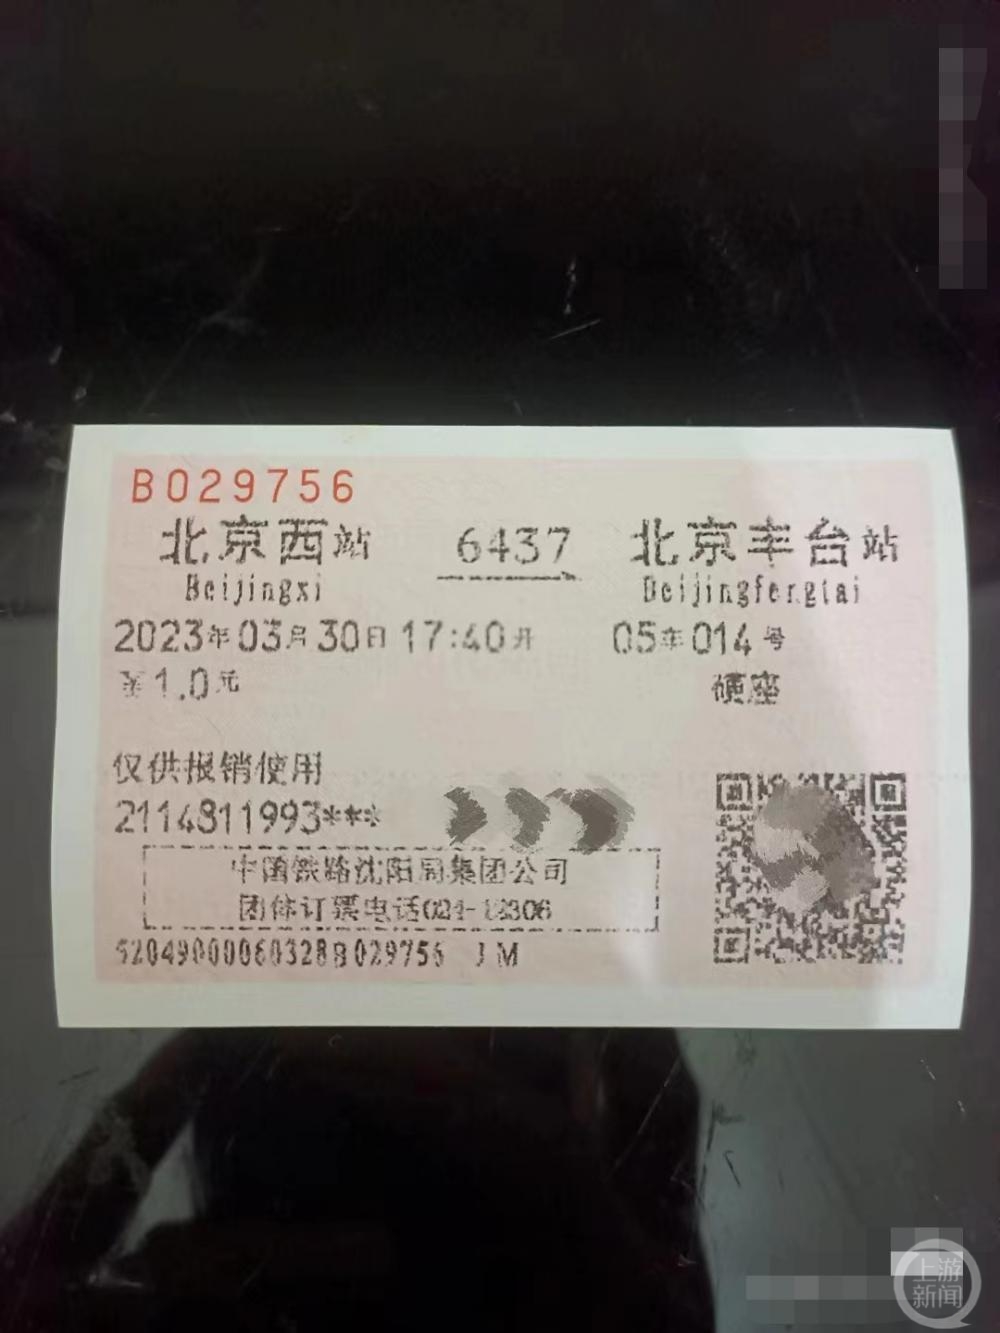 B029756
北京西站 6437 北京丰台站
Beijingxi Beijingfengtai
2023年03月30日17:40开 05车014号
¥1.0元 硬座
仅供报销使用
2114811993***
中国铁路沈阳局集团公司
团体订票电话024-12306
52049000060328B029756 JM
上游
新闻